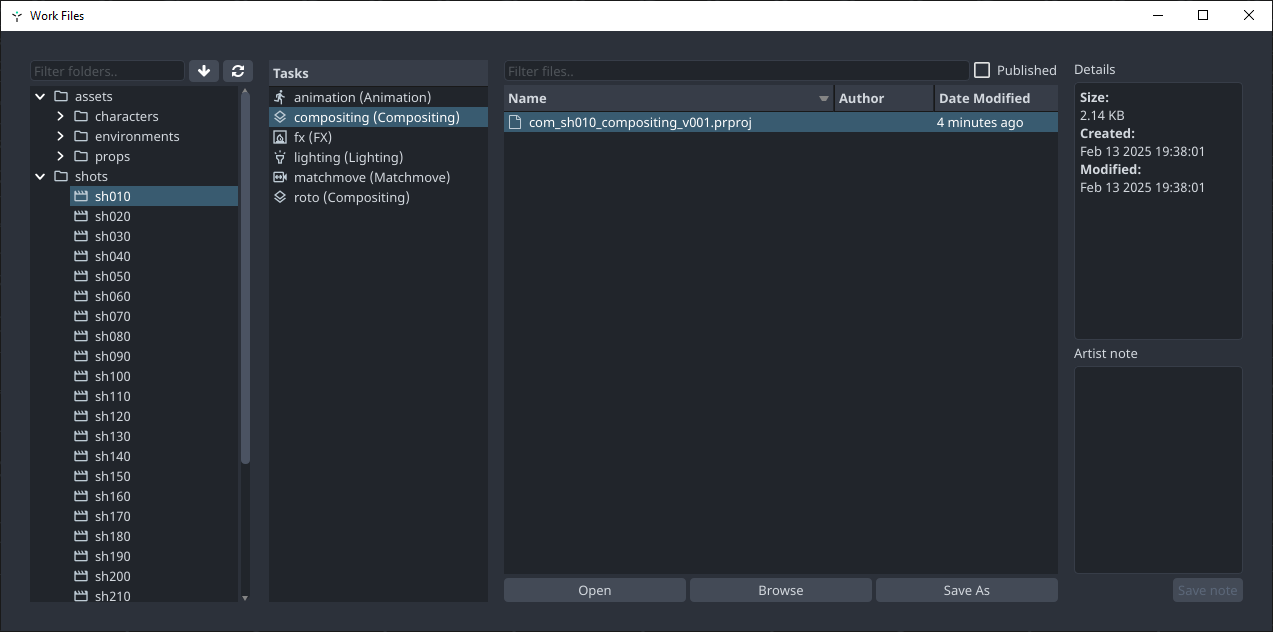 Work Files
Filter folders..
assets
characters
environments
props
shots
sh010
sh020
sh030
sh040
sh050
sh060
sh070
sh080
sh090
sh100
sh110
sh120
sh130
sh140
sh150
sh160
sh170
sh180
sh190
sh200
sh210
Tasks
animation (Animation)
compositing (Compositing)
fx (FX)
lighting (Lighting)
matchmove (Matchmove)
roto (Compositing)
Filter files..
Published
Name Author Date Modified
com_sh010_compositing_v001.prproj 4 minutes ago
Open Browse Save As
Details
Size:
2.14 KB
Created:
Feb 13 2025 19:38:01
Modified:
Feb 13 2025 19:38:01
Artist note
Save note